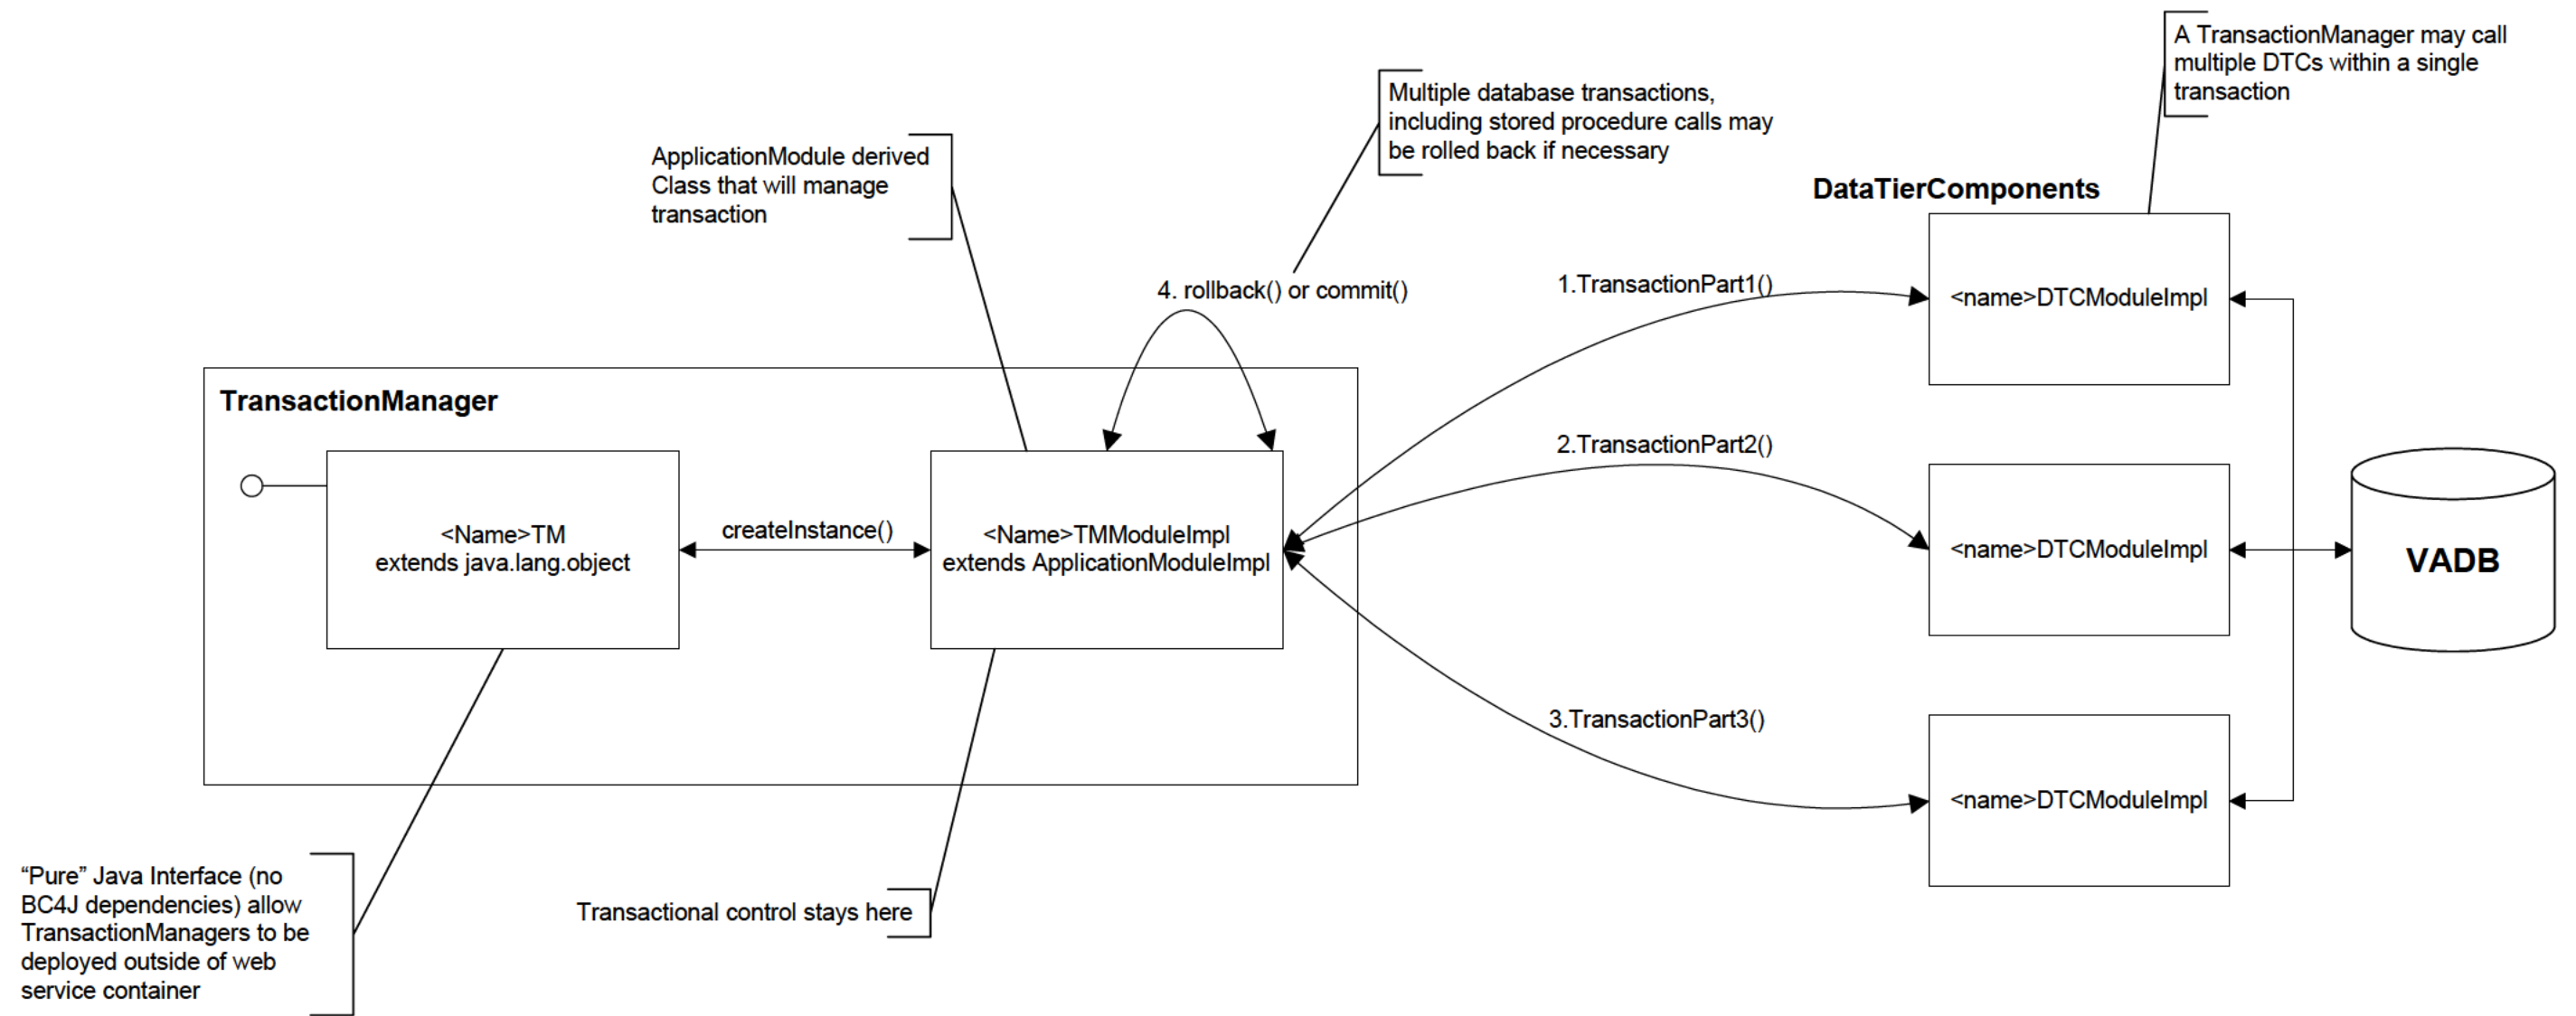 A TransactionManager may call
multiple DTCs within a single
transaction
Multiple database transactions,
including stored procedure calls may
be rolled back if necessary
ApplicationModule derived
Class that will manage
transaction
DataTierComponents
4. rollback() or commit()
1.TransactionPart1()
<name>DTCModuleImpl
TransactionManager
2.TransactionPart2()
<Name>TM
extends java.lang.object
createInstance()
<Name>TMModuleImpl
extends ApplicationModuleImpl
<name>DTCModuleImpl
VADB
3.TransactionPart3()
<name>DTCModuleImpl
“Pure” Java Interface (no
BC4J dependencies) allow
TransactionManagers to be
deployed outside of web
service container
Transactional control stays here